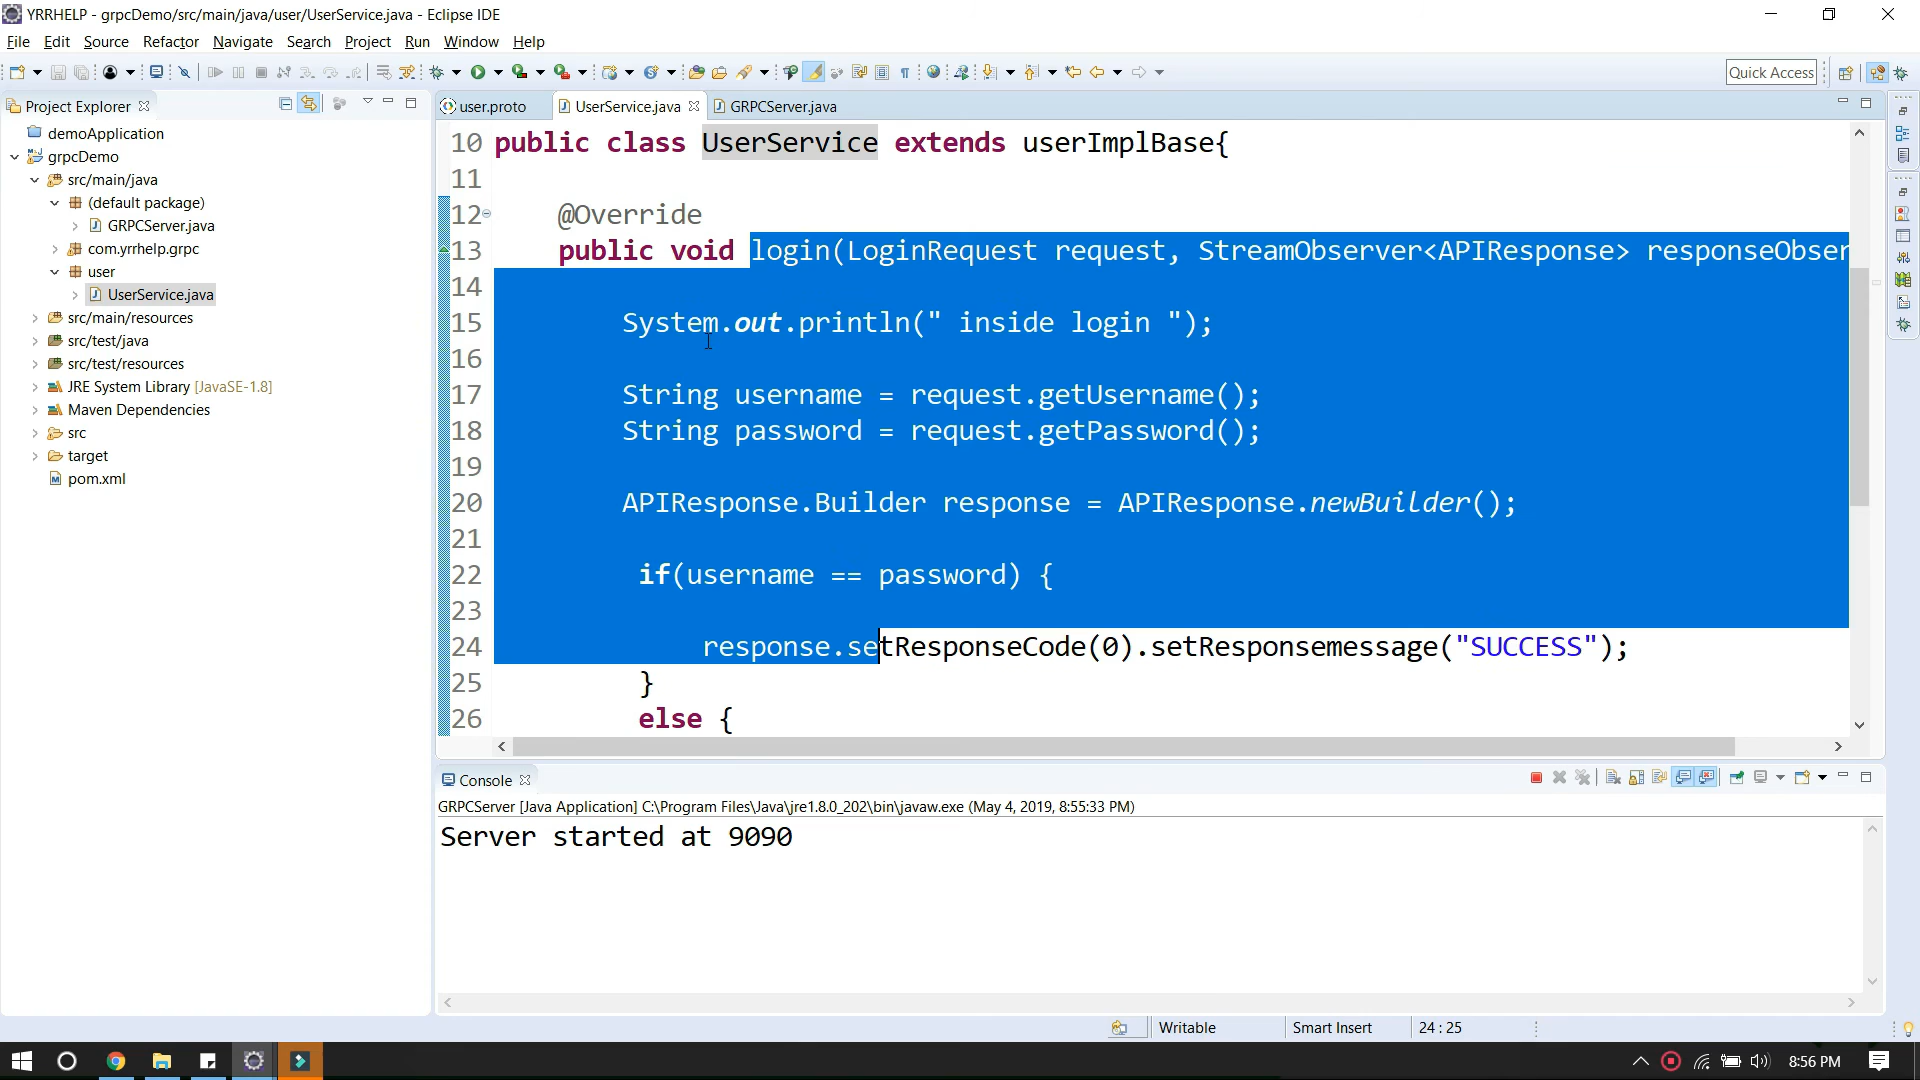 YRRHELP - grpcDemo/src/main/java/user/UserService.java - Eclipse IDE
File Edit Source Refactor Navigate Search Project Run Window Help
Quick Access
Project Explorer
demoApplication
grpcDemo
src/main/java
(default package)
GRPCServer.java
com.yrrhelp.grpc
user
UserService.java
src/main/resources
src/test/java
src/test/resources
JRE System Library [JavaSE-1.8]
Maven Dependencies
src
target
pom.xml
user.proto UserService.java GRPCServer.java
10 public class UserService extends userImplBase{
11
12 @Override
13 public void login(LoginRequest request, StreamObserver<APIResponse> responseObser
14
15 System.out.println(" inside login ");
16
17 String username = request.getUsername();
18 String password = request.getPassword();
19
20 APIResponse.Builder response = APIResponse.newBuilder();
21
22 if(username == password) {
23
24 response.setResponseCode(0).setResponsemessage("SUCCESS");
25 }
26 else {
Console
GRPCServer [Java Application] C:\Program Files\Java\jre1.8.0_202\bin\javaw.exe (May 4, 2019, 8:55:33 PM)
Server started at 9090
Writable Smart Insert 24 : 25
8:56 PM